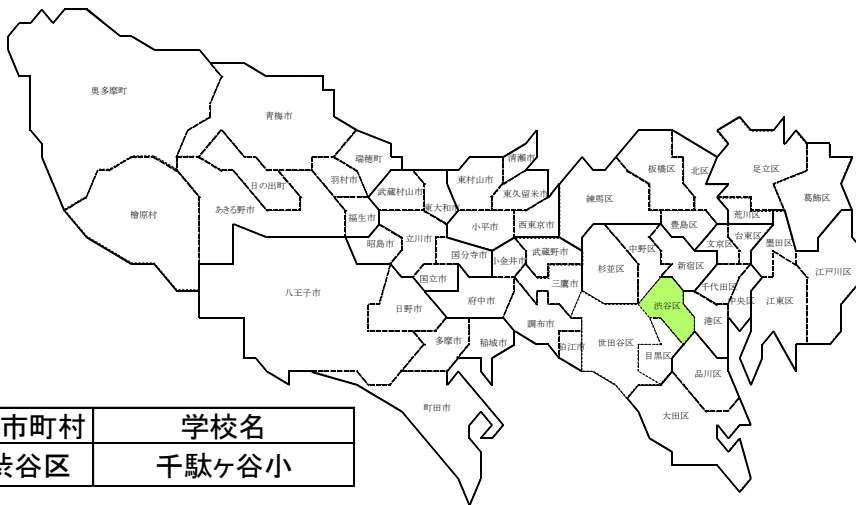 奥多摩町
青梅市
瑞穂町
清瀬市
板橋区
北区
足立区
日の出町
羽村市
武蔵村山市
東村山市
東久留米市
練馬区
葛飾区
檜原村
あきる野市
福生市
東大和市
小平市
西東京市
豊島区
荒川区
昭島市
立川市
国分寺市
小金井市
武蔵野市
中野区
文京区
台東区
墨田区
八王子市
国立市
三鷹市
杉並区
新宿区
千代田区
江戸川区
日野市
府中市
渋谷区
中央区
江東区
多摩市
稲城市
調布市
狛江市
世田谷区
目黒区
港区
品川区
町田市
大田区
市町村 学校名
渋谷区 千駄ヶ谷小